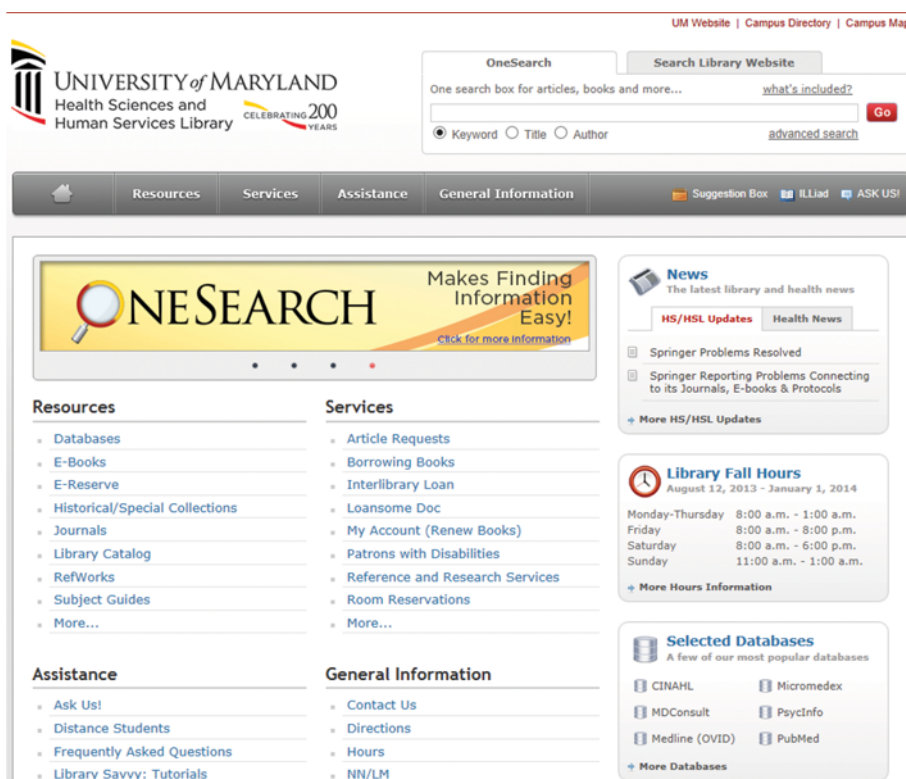 UM Website | Campus Directory | Campus Map
UNIVERSITY of MARYLAND
Health Sciences and
Human Services Library
CELEBRATING 200
YEARS
OneSearch
Search Library Website
One search box for articles, books and more...
what's included?
Go
Keyword Title Author
advanced search
Resources Services Assistance General Information
Suggestion Box ILLiad ASK US!
ONESEARCH
Makes Finding
Information
Easy!
Click for more information
Resources
Databases
E-Books
E-Reserve
Historical/Special Collections
Journals
Library Catalog
RefWorks
Subject Guides
More...
Services
Article Requests
Borrowing Books
Interlibrary Loan
Loansome Doc
My Account (Renew Books)
Patrons with Disabilities
Reference and Research Services
Room Reservations
More...
Assistance
Ask Us!
Distance Students
Frequently Asked Questions
Library Savvy: Tutorials
General Information
Contact Us
Directions
Hours
NN/LM
News
The latest library and health news
HS/HSL Updates
Health News
Springer Problems Resolved
Springer Reporting Problems Connecting
to its Journals, E-books & Protocols
More HS/HSL Updates
Library Fall Hours
August 12, 2013 - January 1, 2014
Monday-Thursday 8:00 a.m. - 1:00 a.m.
Friday 8:00 a.m. - 8:00 p.m.
Saturday 8:00 a.m. - 6:00 p.m.
Sunday 11:00 a.m. - 1:00 a.m.
More Hours Information
Selected Databases
A few of our most popular databases
CINAHL Micromedex
MDConsult PsycInfo
Medline (OVID) PubMed
More Databases